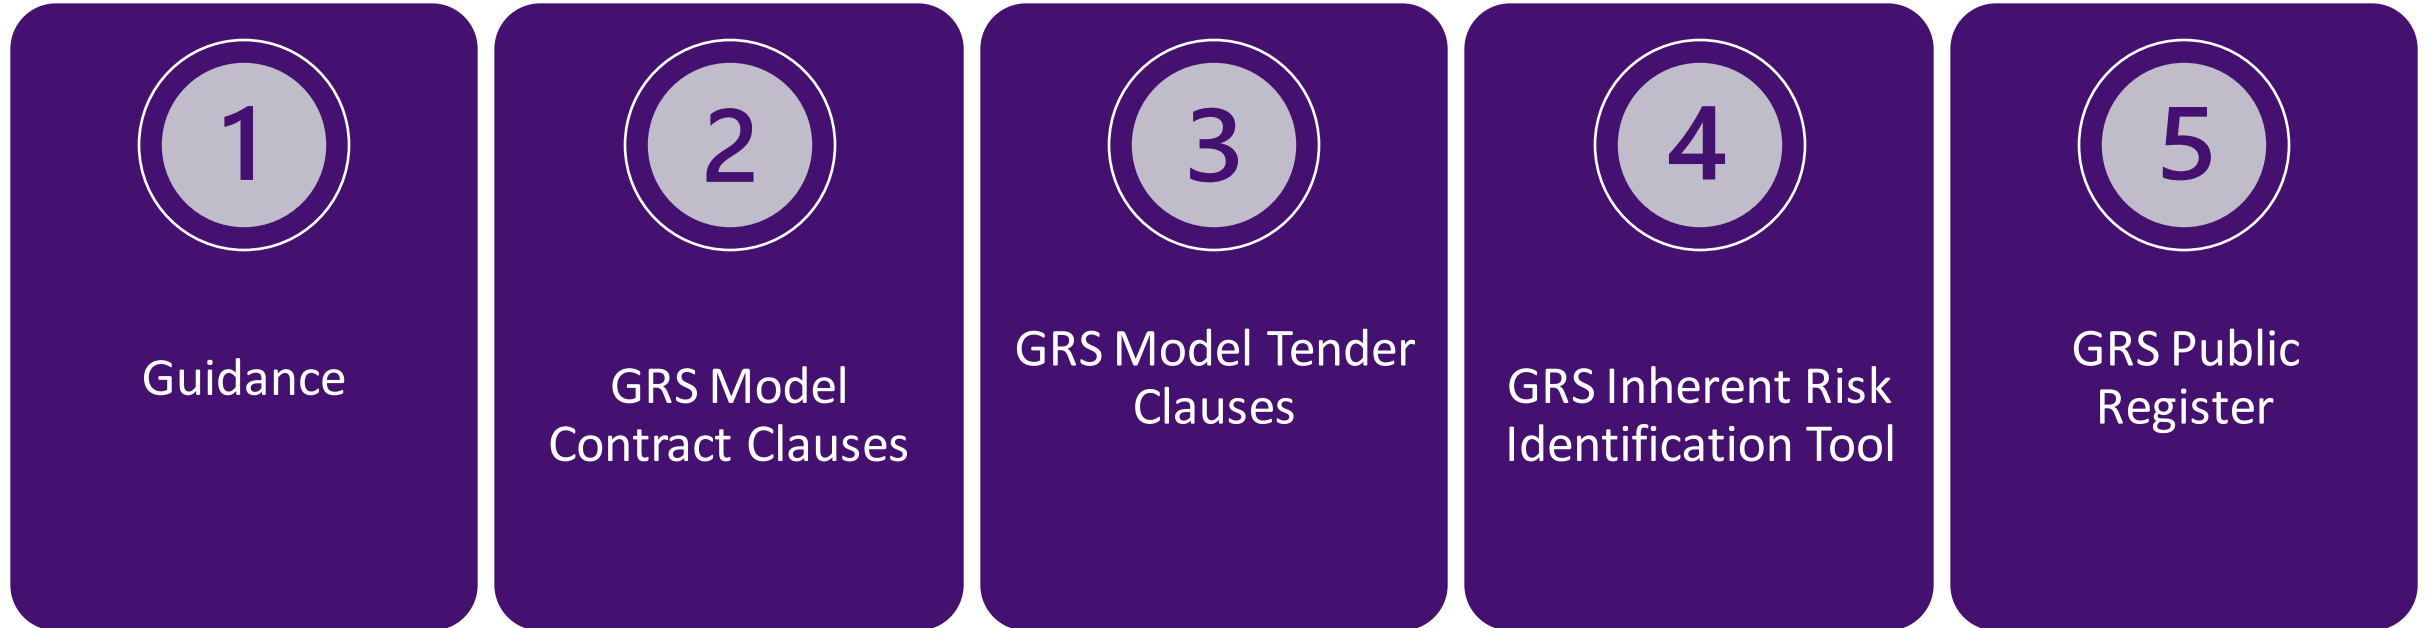 1
Guidance
2
GRS Model
Contract Clauses
3
GRS Model Tender
Clauses
4
GRS Inherent Risk
Identification Tool
5
GRS Public
Register